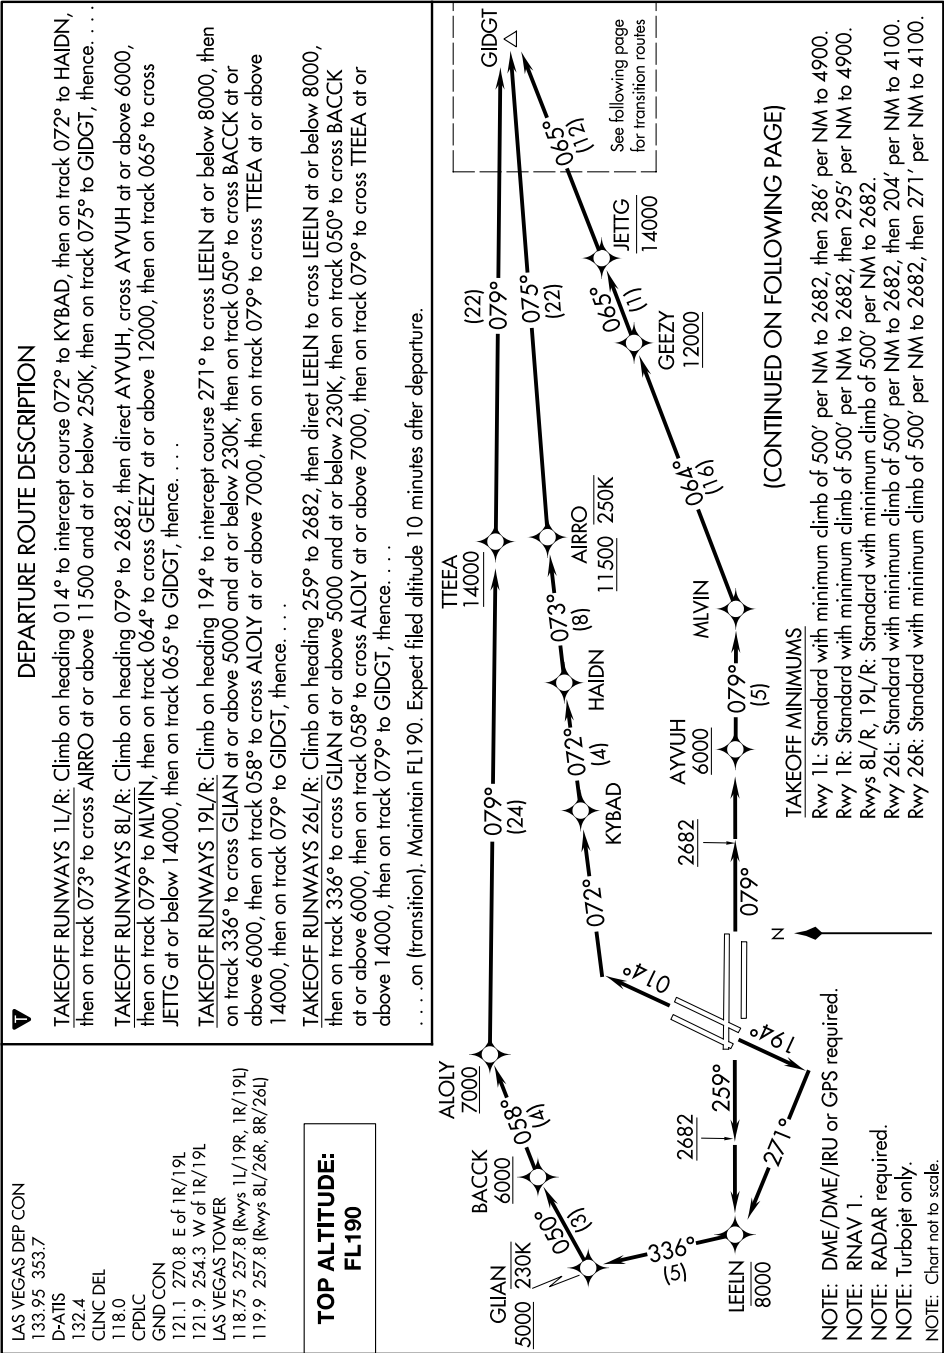 LAS VEGAS DEP CON
133.95 353.7
D-ATIS
132.4
CLNC DEL
118.0
CPDLC
GND CON
121.1 270.8 E of 1R/19L
121.9 254.3 W of 1R/19L
LAS VEGAS TOWER
118.75 257.8 (Rwys 1L/19R, 1R/19L)
119.9 257.8 (Rwys 8L/26R, 8R/26L)
TOP ALTITUDE:
FL190
T
DEPARTURE ROUTE DESCRIPTION
TAKEOFF RUNWAYS 1L/R: Climb on heading 014° to intercept course 072° to KYBAD, then on track 072° to HAIDN,
then on track 073° to cross AIRRO at or above 11500 and at or below 250K, then on track 075° to GIDGT, thence. . . .
TAKEOFF RUNWAYS 8L/R: Climb on heading 079° to 2682, then direct AYVUH, cross AYVUH at or above 6000,
then on track 079° to MLVIN, then on track 064° to cross GEEZY at or above 12000, then on track 065° to cross
JETTG at or below 14000, then on track 065° to GIDGT, thence. . . .
TAKEOFF RUNWAYS 19L/R: Climb on heading 194° to intercept course 271° to cross LEELN at or below 8000, then
on track 336° to cross GLIAN at or above 5000 and at or below 230K, then on track 050° to cross BACCK at or
above 6000, then on track 058° to cross ALOLY at or above 7000, then on track 079° to cross TTEEA at or above
14000, then on track 079° to GIDGT, thence. . . .
TAKEOFF RUNWAYS 26L/R: Climb on heading 259° to 2682, then direct LEELN to cross LEELN at or below 8000,
then on track 336° to cross GLIAN at or above 5000 and at or below 230K, then on track 050° to cross BACCK
at or above 6000, then on track 058° to cross ALOLY at or above 7000, then on track 079° to cross TTEEA at or
above 14000, then on track 079° to GIDGT, thence. . . .
. . . .on (transition). Maintain FL190. Expect filed altitude 10 minutes after departure.
GIDGT
See following page
for transition routes
TTEEA
14000
079°
(22)
075°
(22)
065°
(12)
JETTG
14000
065°
(11)
GEEZY
12000
064°
(16)
AIRRO
11500 250K
073°
(8)
HAIDN
072°
(4)
KYBAD
072°
014°
079°
(24)
ALOLY
7000
058°
(4)
BACCK
6000
050°
(3)
GLIAN
5000 230K
N
336°
(5)
LEELN
8000
2682
259°
271°
194°
079°
2682
AYVUH
6000
079°
(5)
MLVIN
N
(CONTINUED ON FOLLOWING PAGE)
TAKEOFF MINIMUMS
Rwy 1L: Standard with minimum climb of 500' per NM to 2682, then 286' per NM to 4900.
Rwy 1R: Standard with minimum climb of 500' per NM to 2682, then 295' per NM to 4900.
Rwys 8L/R, 19L/R: Standard with minimum climb of 500' per NM to 2682.
Rwy 26L: Standard with minimum climb of 500' per NM to 2682, then 204' per NM to 4100.
Rwy 26R: Standard with minimum climb of 500' per NM to 2682, then 271' per NM to 4100.
NOTE: DME/DME/IRU or GPS required.
NOTE: RNAV 1.
NOTE: RADAR required.
NOTE: Turbojet only.
NOTE: Chart not to scale.